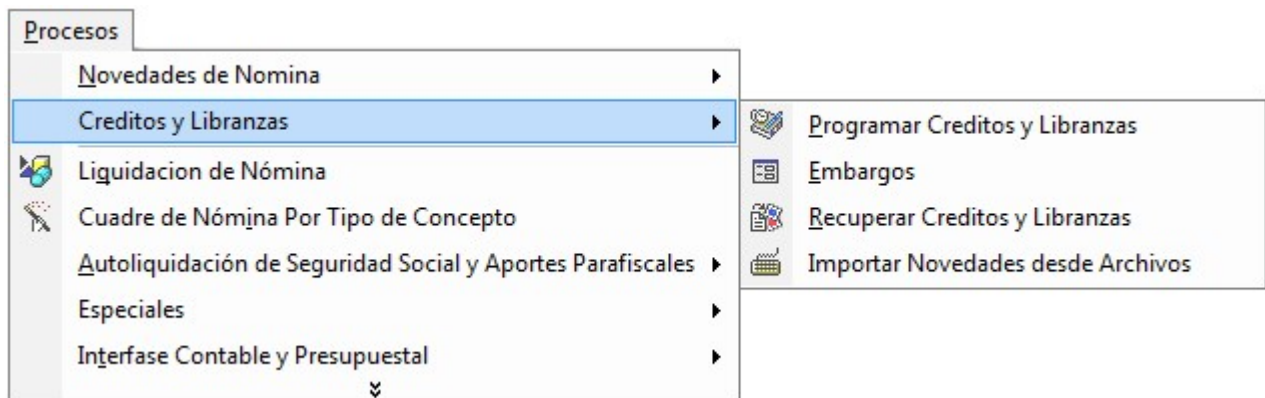 Procesos
Novedades de Nomina
Creditos y Libranzas
Liquidacion de Nómina
Cuadre de Nómina Por Tipo de Concepto
Autoliquidación de Seguridad Social y Aportes Parafiscales
Especiales
Interfase Contable y Presupuestal
Programar Creditos y Libranzas
Embargos
Recuperar Creditos y Libranzas
Importar Novedades desde Archivos